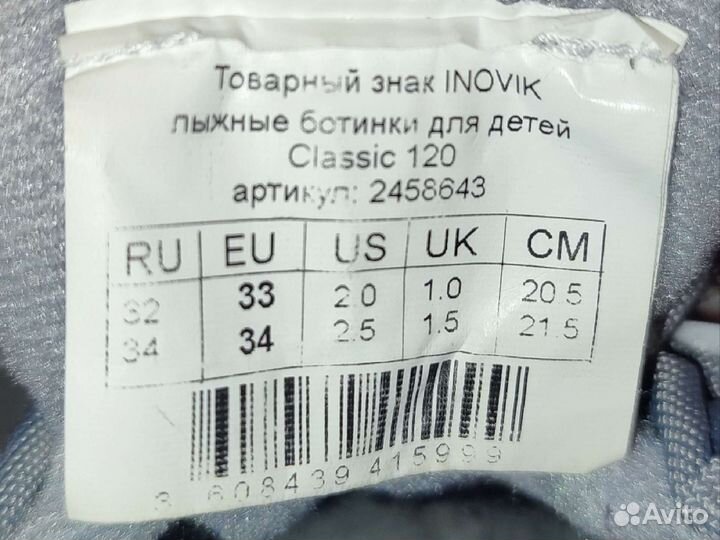 Товарный знак INOVIK
лыжные ботинки для детей
Classic 120
артикул: 2458643
RU EU US UK CM
32 33 2.0 1.0 20.5
34 34 2.5 1.5 21.5
3 608439 415999
Avito